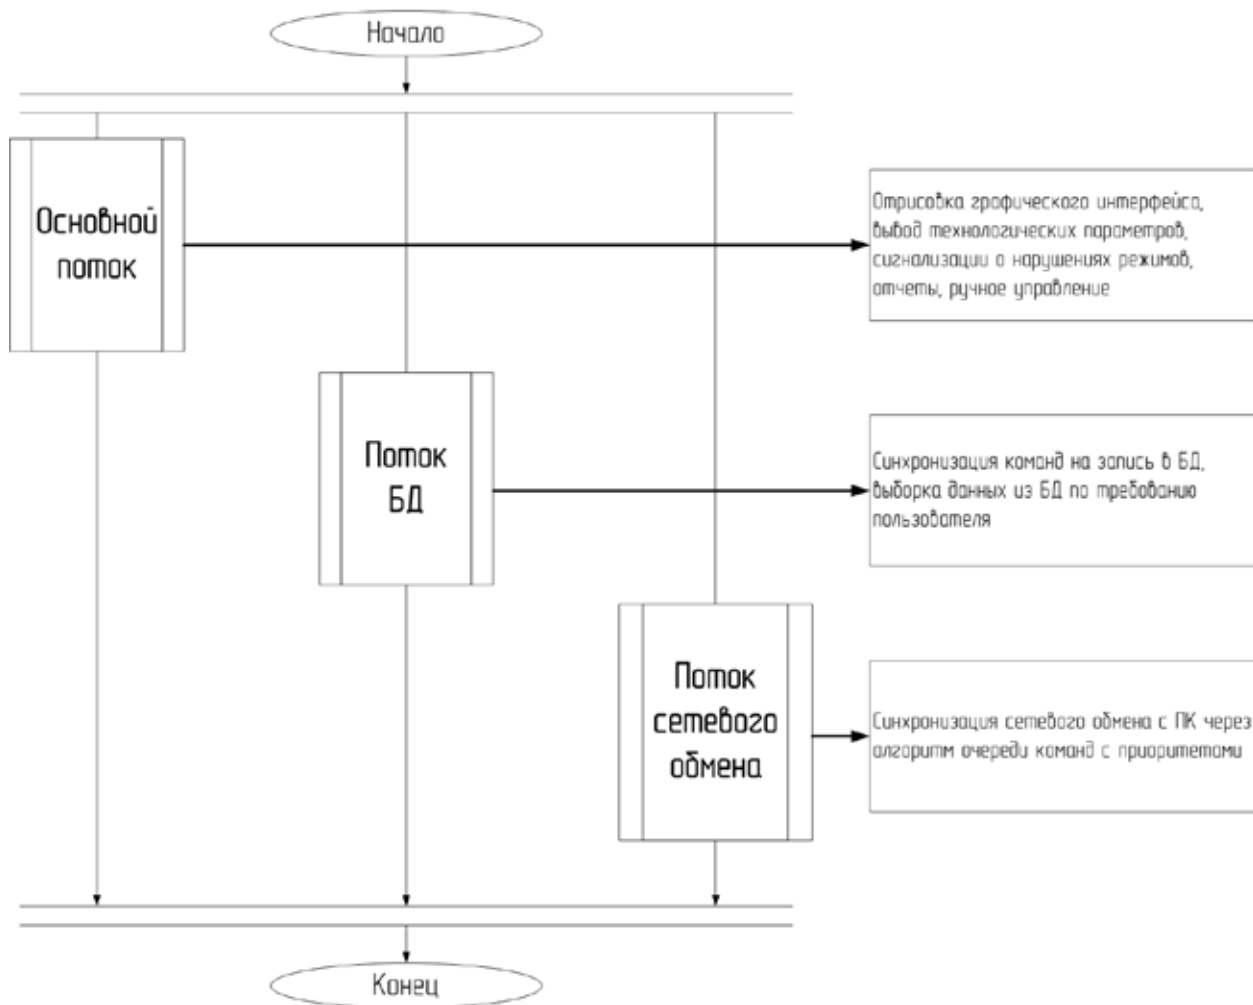 Начало
Основной
поток
Отрисовка графического интерфейса,
вывод технологических параметров,
сигнализации о нарушениях режимов,
отчеты, ручное управление
Поток
БД
Синхронизация команд на запись в БД,
выборка данных из БД по требованию
пользователя
Поток
сетевого
обмена
Синхронизация сетевого обмена с ПК через
алгоритм очереди команд с приоритетами
Конец